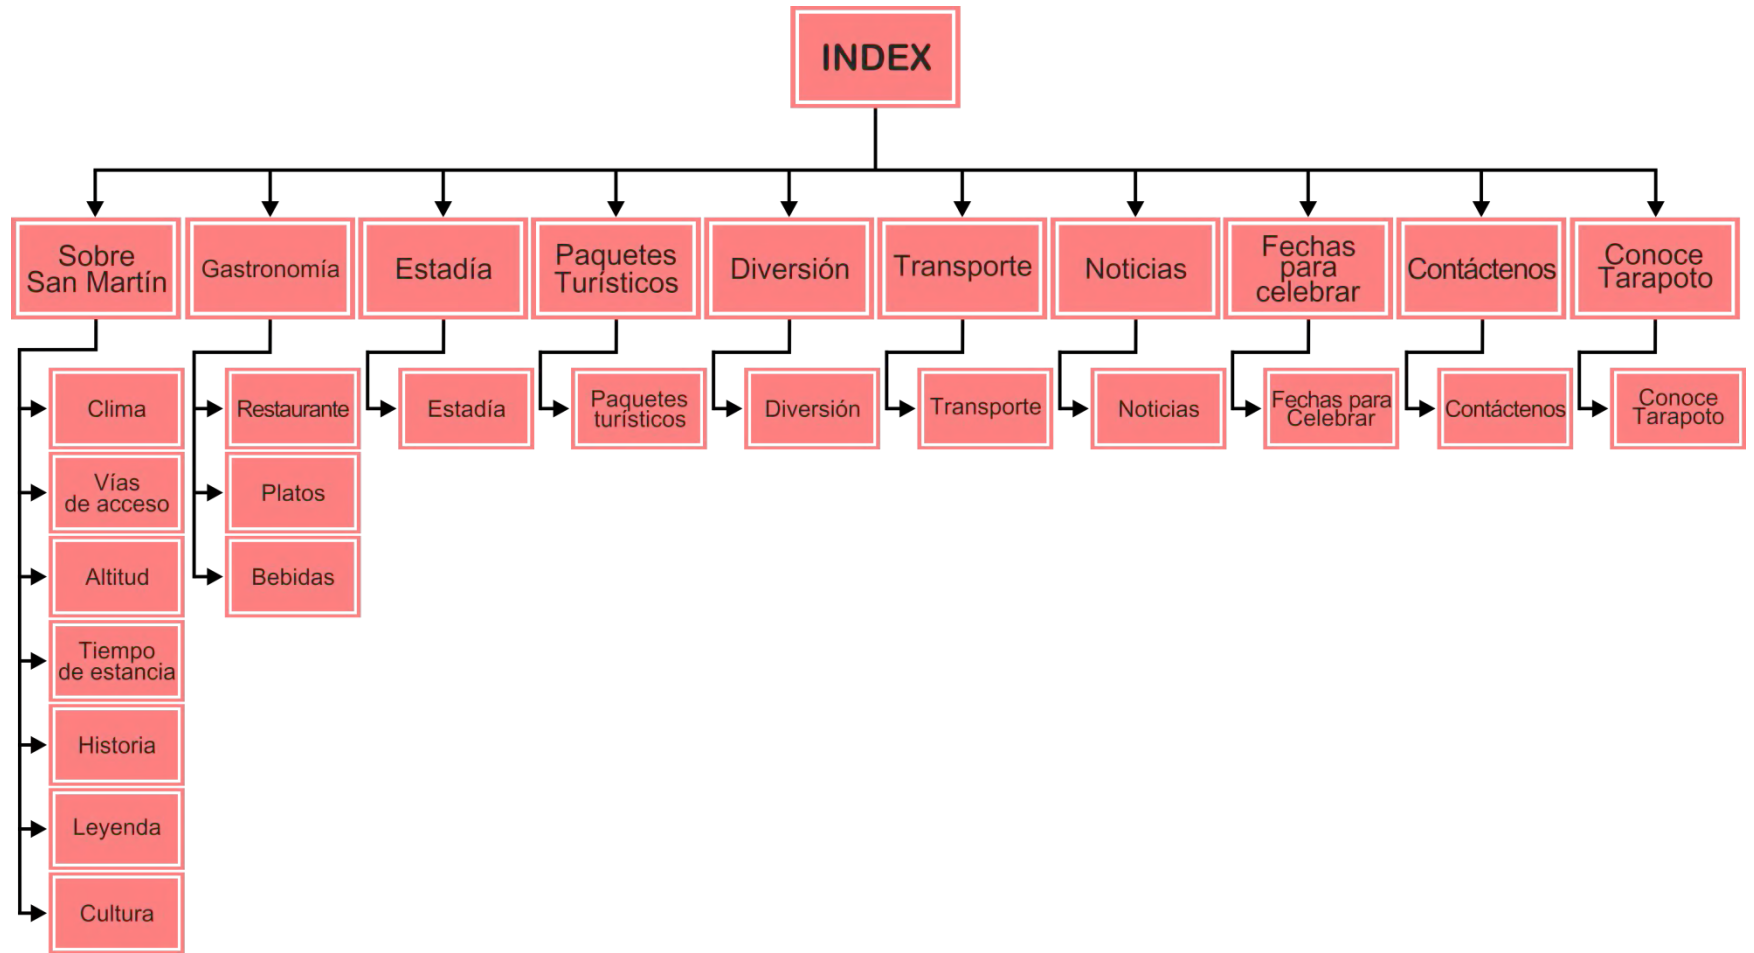 INDEX
Sobre
San Martín
Gastronomía
Estadía
Paquetes
Turísticos
Diversión
Transporte
Noticias
Fechas
para
celebrar
Contáctenos
Conoce
Tarapoto
Clima
Vías
de acceso
Altitud
Tiempo
de estancia
Historia
Leyenda
Cultura
Restaurante
Platos
Bebidas
Estadía
Paquetes
turísticos
Diversión
Transporte
Noticias
Fechas para
Celebrar
Contáctenos
Conoce
Tarapoto